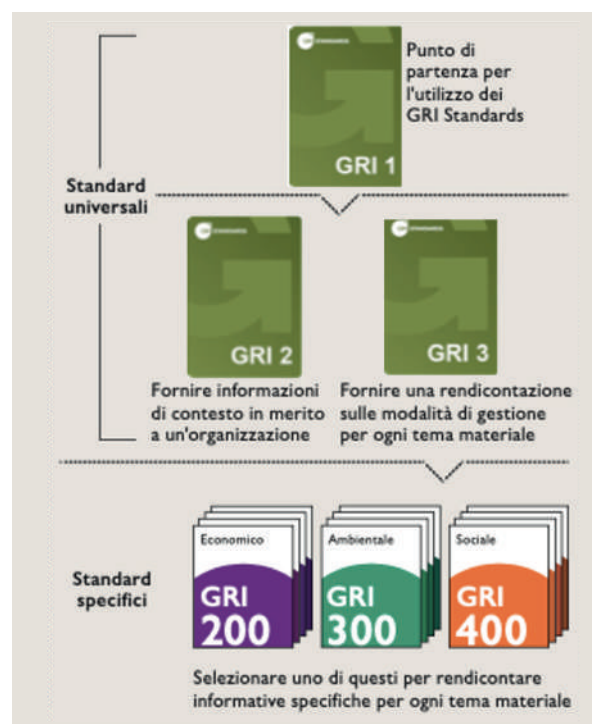 STANDARDS
GRI 1
Punto di
partenza per
l'utilizzo dei
GRI Standards
Standard
universali
STANDARDS
GRI 2
STANDARDS
GRI 3
Fornire informazioni
di contesto in merito
a un'organizzazione
Fornire una rendicontazione
sulle modalità di gestione
per ogni tema materiale
Standard
specifici
Economico
GRI
200
Ambientale
GRI
300
Sociale
GRI
400
Selezionare uno di questi per rendicontare
informative specifiche per ogni tema materiale